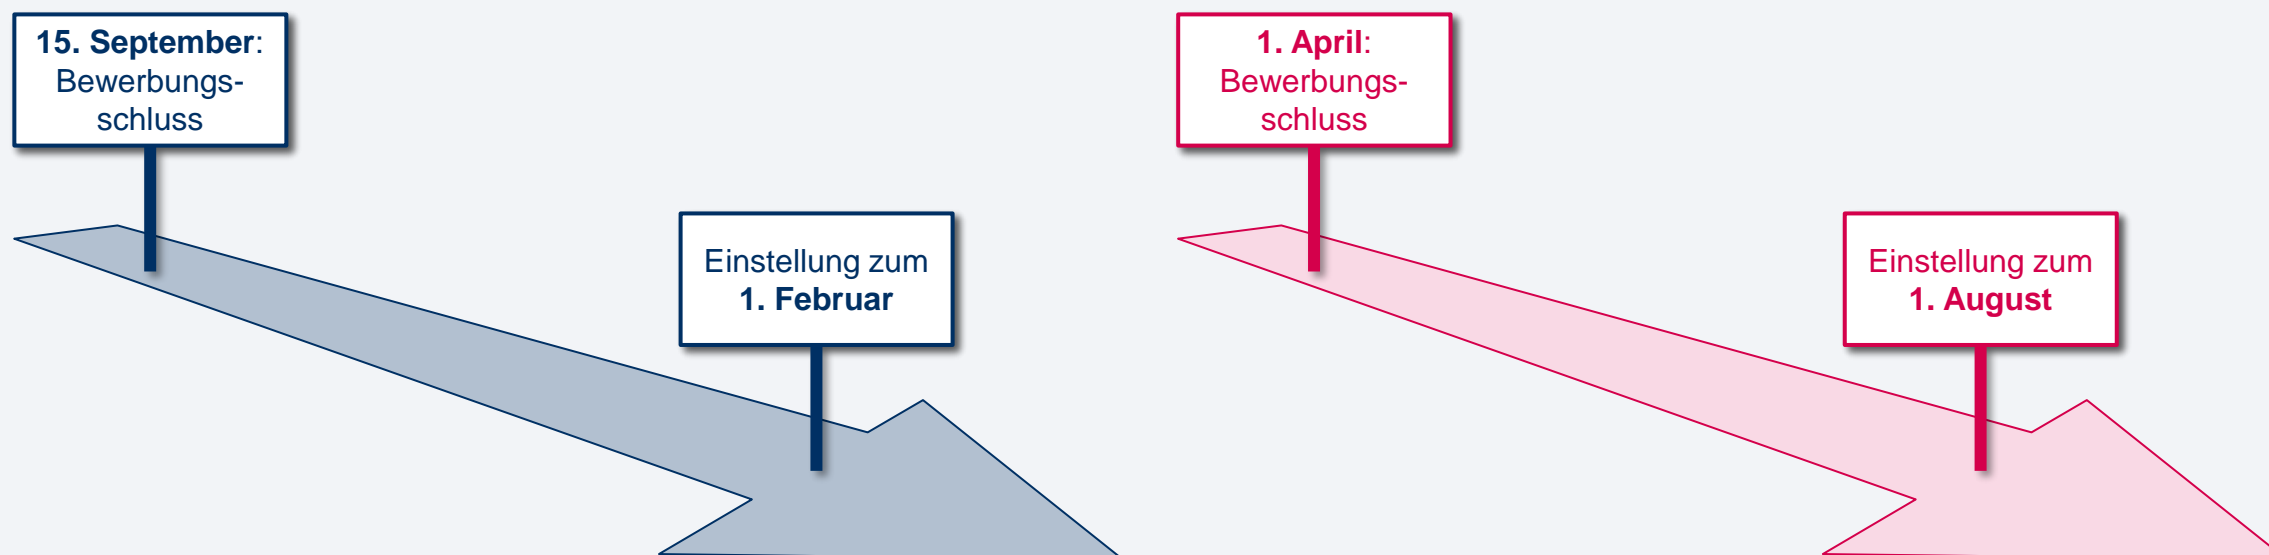 15. September:
Bewerbungs-
schluss
Einstellung zum
1. Februar
1. April:
Bewerbungs-
schluss
Einstellung zum
1. August